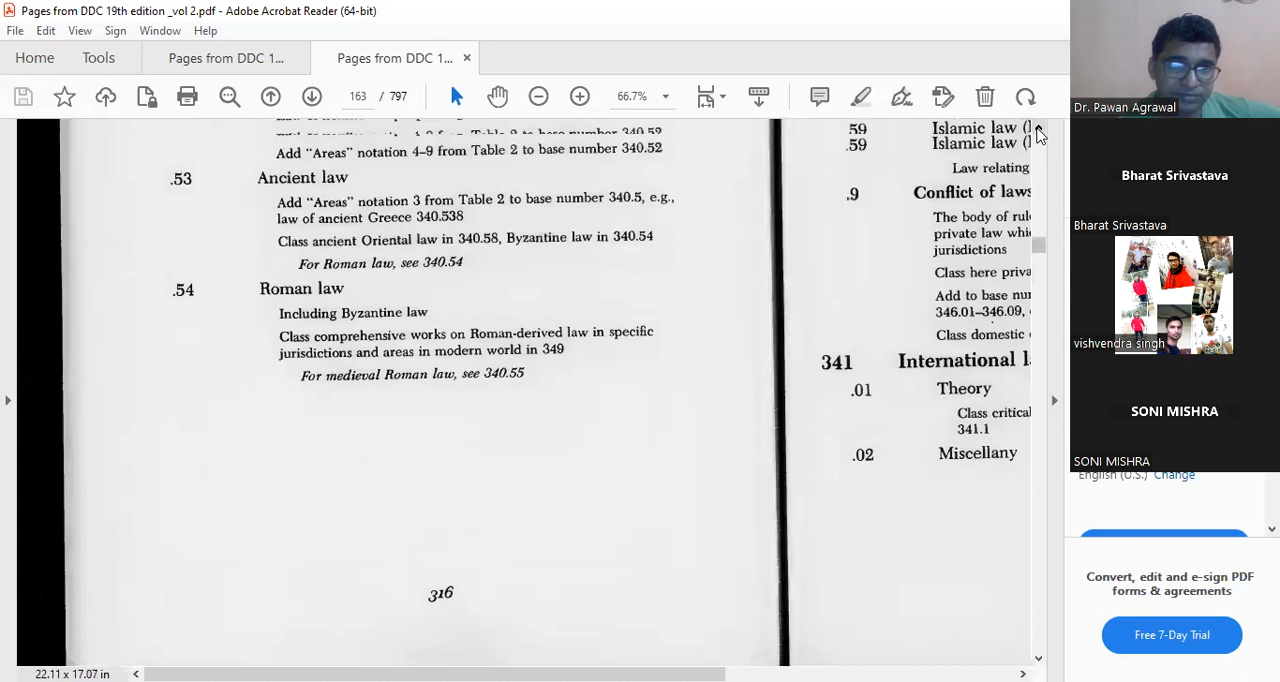 Pages from DDC 19th edition _vol 2.pdf - Adobe Acrobat Reader (64-bit)
File Edit View Sign Window Help
Home Tools Pages from DDC 1... Pages from DDC 1... ×
163 / 797 66.7%
Add “Areas” notation 4–9 from Table 2 to base number 340.52
.53 Ancient law
Add “Areas” notation 3 from Table 2 to base number 340.5, e.g.,
law of ancient Greece 340.538
Class ancient Oriental law in 340.58, Byzantine law in 340.54
For Roman law, see 340.54
.54 Roman law
Including Byzantine law
Class comprehensive works on Roman-derived law in specific
jurisdictions and areas in modern world in 349
For medieval Roman law, see 340.55
316
.59 Islamic law (
.59 Islamic law (
Law relating
.9 Conflict of laws
The body of rul
private law whi
jurisdictions
Class here priva
Add to base nu
346.01–346.09,
Class domestic
341 International l
.01 Theory
Class critical
341.1
.02 Miscellany
22.11 x 17.07 in
Dr. Pawan Agrawal
Bharat Srivastava
Bharat Srivastava
vishvendra singh
SONI MISHRA
SONI MISHRA
English (U.S.) Change
Convert, edit and e-sign PDF
forms & agreements
Free 7-Day Trial